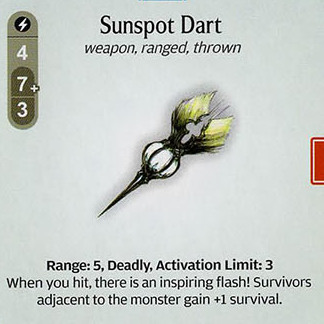 Sunspot Dart
weapon, ranged, thrown
4
7+
3
Range: 5, Deadly, Activation Limit: 3
When you hit, there is an inspiring flash! Survivors
adjacent to the monster gain +1 survival.